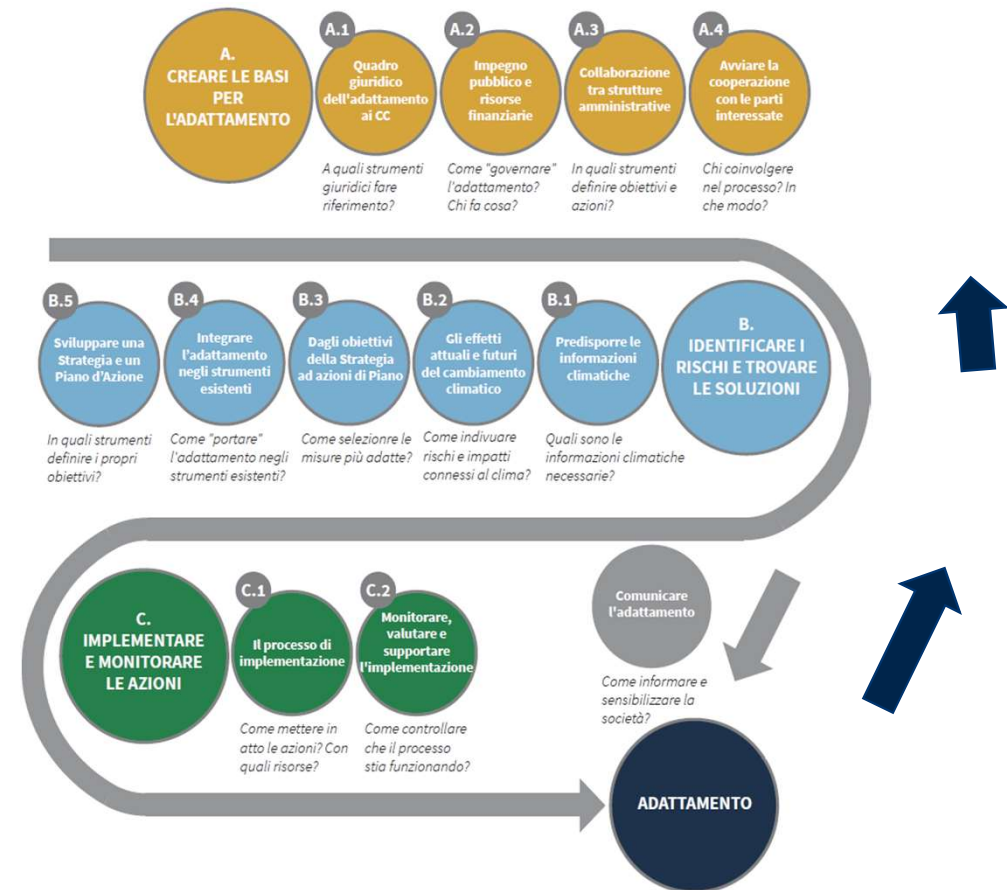 A.
CREARE LE BASI
PER
L'ADATTAMENTO
A.1
Quadro
giuridico
dell'adattamento
ai CC
A quali strumenti
giuridici fare
riferimento?
A.2
Impegno
pubblico e
risorse
finanziarie
Come "governare"
l'adattamento?
Chi fa cosa?
A.3
Collaborazione
tra strutture
amministrative
In quali strumenti
definire obiettivi e
azioni?
A.4
Avviare la
cooperazione
con le parti
interessate
Chi coinvolgere
nel processo? In
che modo?
B.5
Sviluppare una
Strategia e un
Piano d'Azione
In quali strumenti
definire i propri
obiettivi?
B.4
Integrare
l'adattamento
negli strumenti
esistenti
Come "portare"
l'adattamento negli
strumenti esistenti?
B.3
Dagli obiettivi
della Strategia
ad azioni di Piano
Come selezionre le
misure più adatte?
B.2
Gli effetti
attuali e futuri
del cambiamento
climatico
Come indivuare
rischi e impatti
connessi al clima?
B.1
Predisporre le
informazioni
climatiche
Quali sono le
informazioni climatiche
necessarie?
B.
IDENTIFICARE I
RISCHI E TROVARE
LE SOLUZIONI
C.
IMPLEMENTARE
E MONITORARE
LE AZIONI
C.1
Il processo di
implementazione
Come mettere in
atto le azioni? Con
quali risorse?
C.2
Monitorare,
valutare e
supportare
l'implementazione
Come controllare
che il processo
stia funzionando?
Comunicare
l'adattamento
Come informare e
sensibilizzare la
società?
ADATTAMENTO